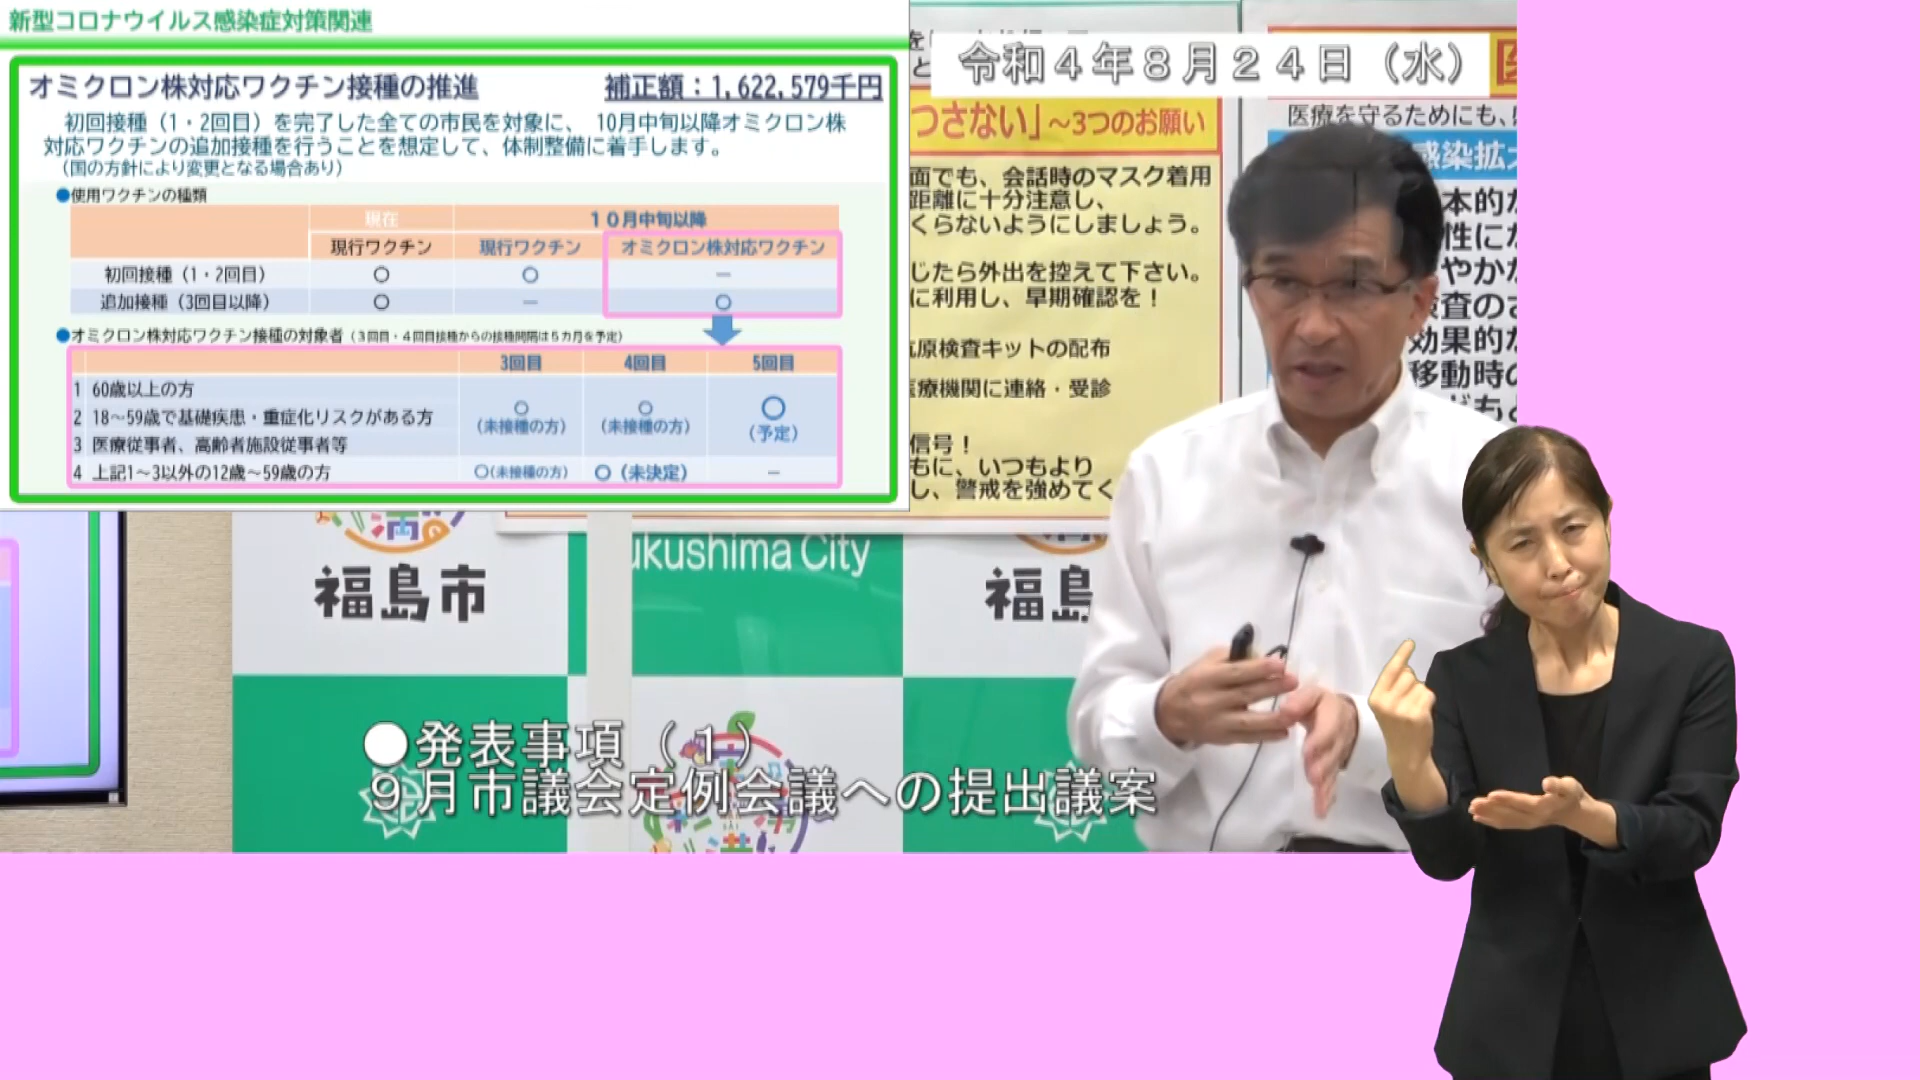 新型コロナウイルス感染症対策関連
オミクロン株対応ワクチン接種の推進 補正額：1,622,579千円
初回接種（1・2回目）を完了した全ての市民を対象に、 10月中旬以降オミクロン株
対応ワクチンの追加接種を行うことを想定して、体制整備に着手します。
（国の方針により変更となる場合あり）
●使用ワクチンの種類
現在 １０月中旬以降
現行ワクチン 現行ワクチン オミクロン株対応ワクチン
初回接種（1・2回目） ○ ○ －
追加接種（3回目以降） ○ － ○
●オミクロン株対応ワクチン接種の対象者（３回目・４回目接種からの接種間隔は５カ月を予定）
3回目 4回目 5回目
1 60歳以上の方
2 18～59歳で基礎疾患・重症化リスクがある方
3 医療従事者、高齢者施設従事者等
○ ○ ○
（未接種の方） （未接種の方） （予定）
4 上記1～3以外の12歳～59歳の方 ○（未接種の方） ○（未決定） －
令和４年８月２４日（水）
つさない」～3つのお願い
面でも、会話時のマスク着用
距離に十分注意し、
くらないようにしましょう。
じたら外出を控えて下さい。
に利用し、早期確認を！
原検査キットの配布
医療機関に連絡・受診
信号！
もに、いつもより
し、警戒を強めてく
医療を守るためにも、
感染拡大
本的な
性に
やかな
検査の
効果的な
移動時の
ukushima City
福島市
福島
●発表事項（１）
９月市議会定例会議への提出議案